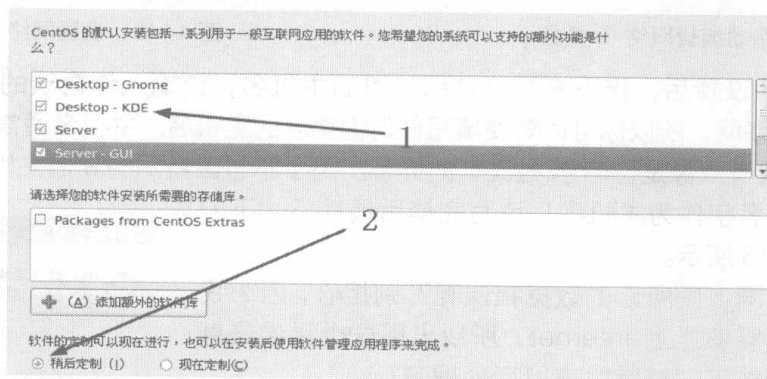 CentOS 的默认安装包括一系列用于一般互联网应用的软件。您希望您的系统可以支持的额外功能是什
么？
Desktop - Gnome
Desktop - KDE
1
Server
Server - GUI
请选择您的软件安装所需要的存储库。
Packages from CentOS Extras
2
(A) 添加额外的软件库
软件的定制可以现在进行，也可以在安装后使用软件管理应用程序来完成。
稍后定制 (l) 现在定制(C)